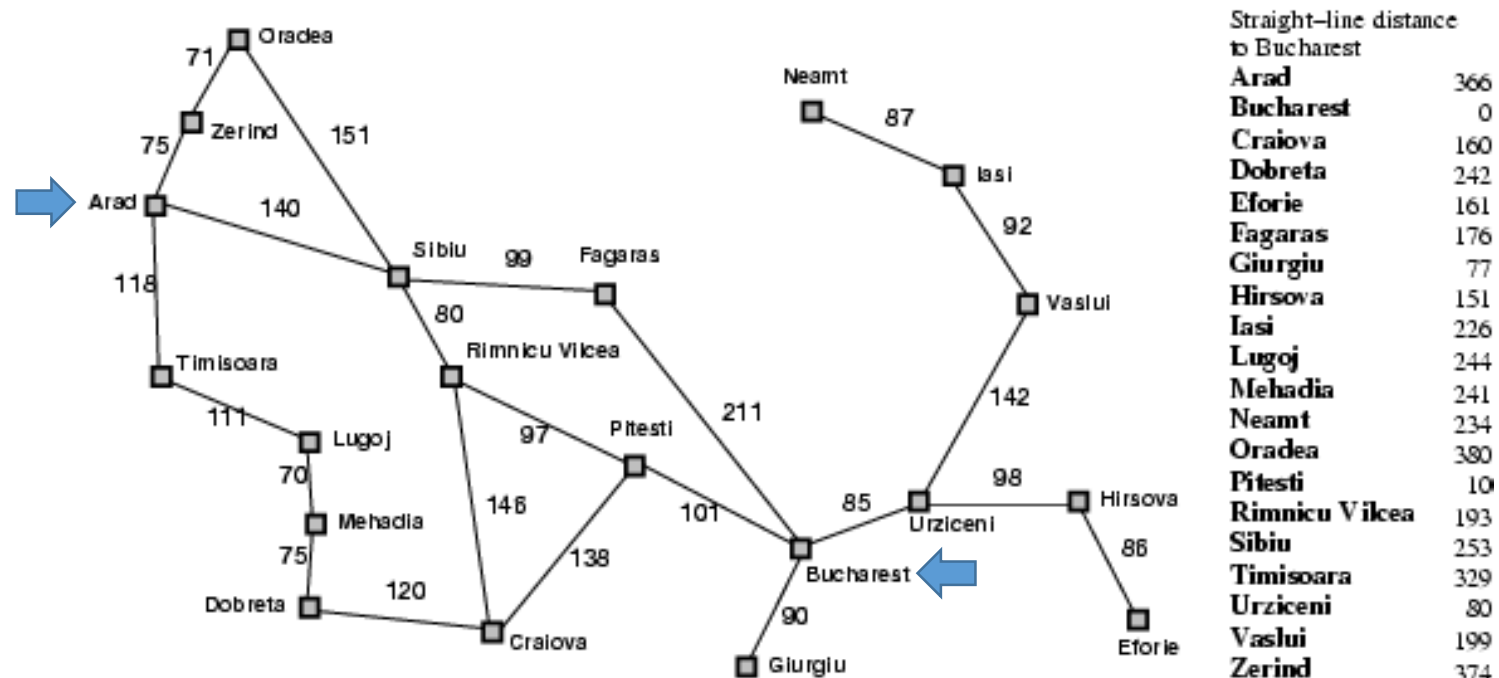 Oradea
71
Neamt
Zerind
151
87
75
Iasi
Arad
140
92
Sibiu
99
Fagaras
118
80
Vaslui
Rimnicu Vilcea
Timisoara
142
111
211
Lugoj
97
Pitesti
70
98
146
101
85
Hirsova
Mehadia
Urziceni
75
138
86
Bucharest
120
Dobreta
90
Craiova
Eforie
Giurgiu
Straight–line distance
to Bucharest
Arad 366
Bucharest 0
Craiova 160
Dobreta 242
Eforie 161
Fagaras 176
Giurgiu 77
Hirsova 151
Iasi 226
Lugoj 244
Mehadia 241
Neamt 234
Oradea 380
Pitesti 10
Rimnicu Vilcea 193
Sibiu 253
Timisoara 329
Urziceni 80
Vaslui 199
Zerind 374